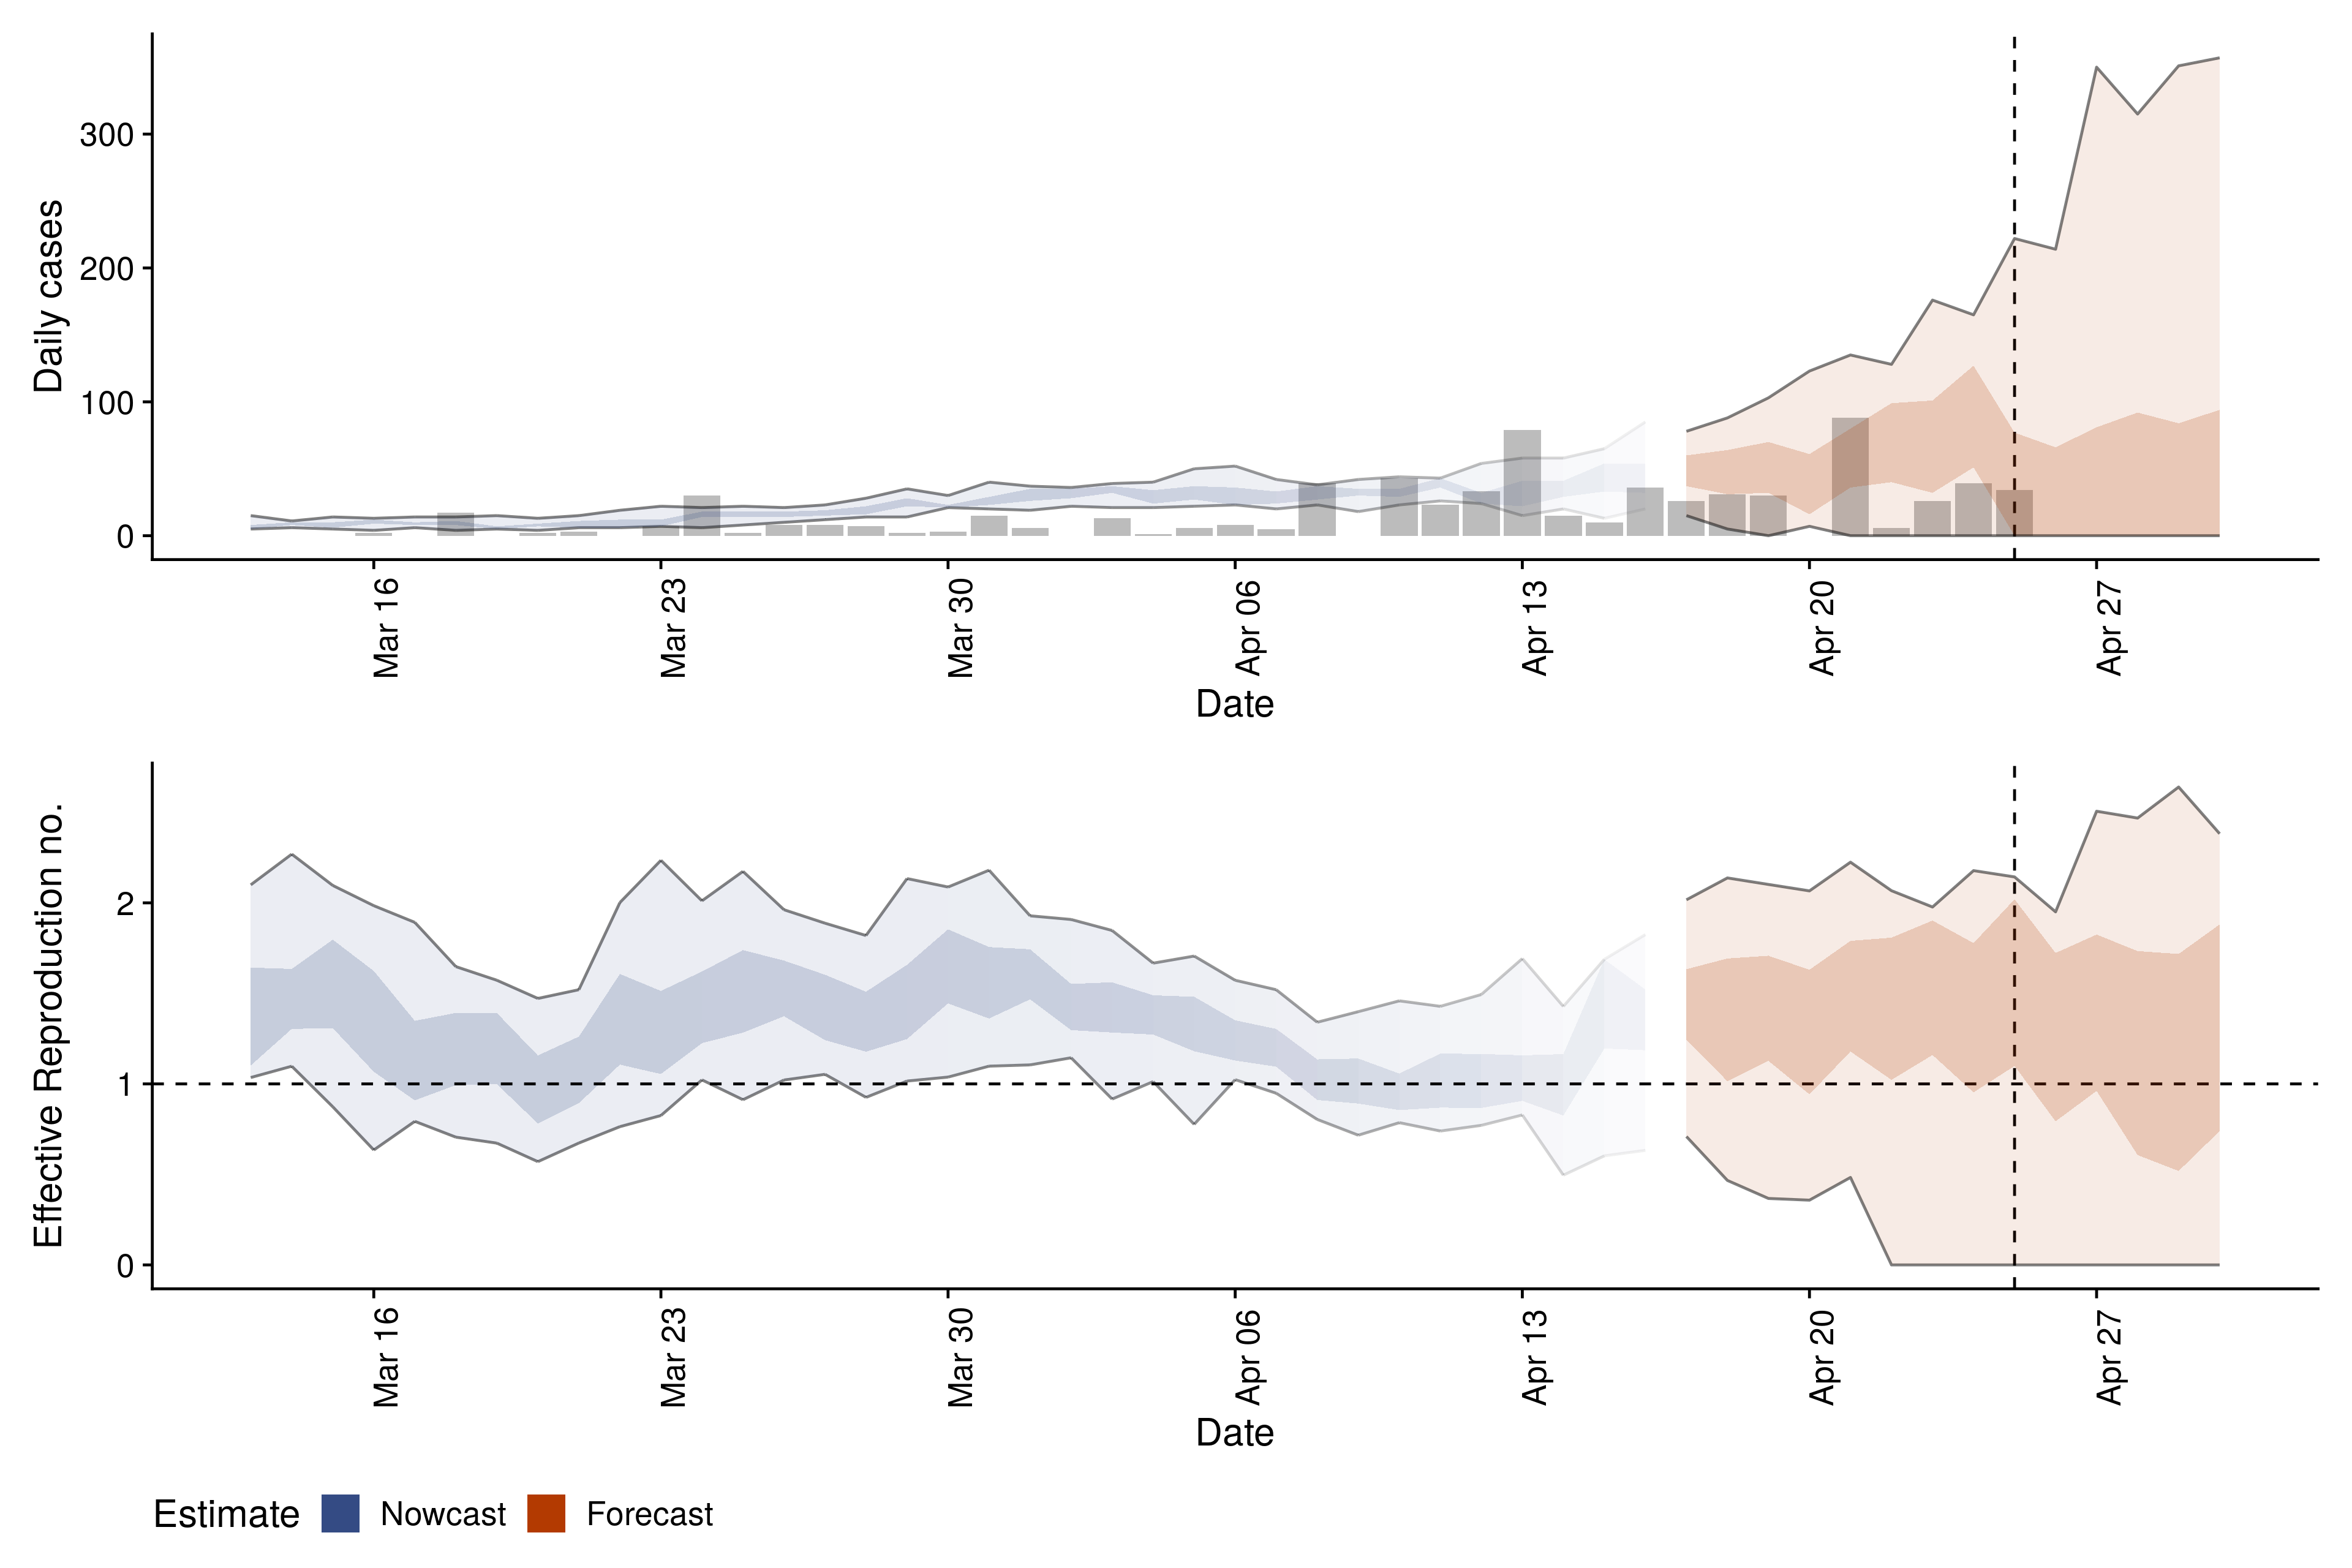 Daily cases
300
200
100
0
Mar 16
Mar 23
Mar 30
Apr 06
Apr 13
Apr 20
Apr 27
Date
Effective Reproduction no.
2
1
0
Mar 16
Mar 23
Mar 30
Apr 06
Apr 13
Apr 20
Apr 27
Date
Estimate Nowcast Forecast